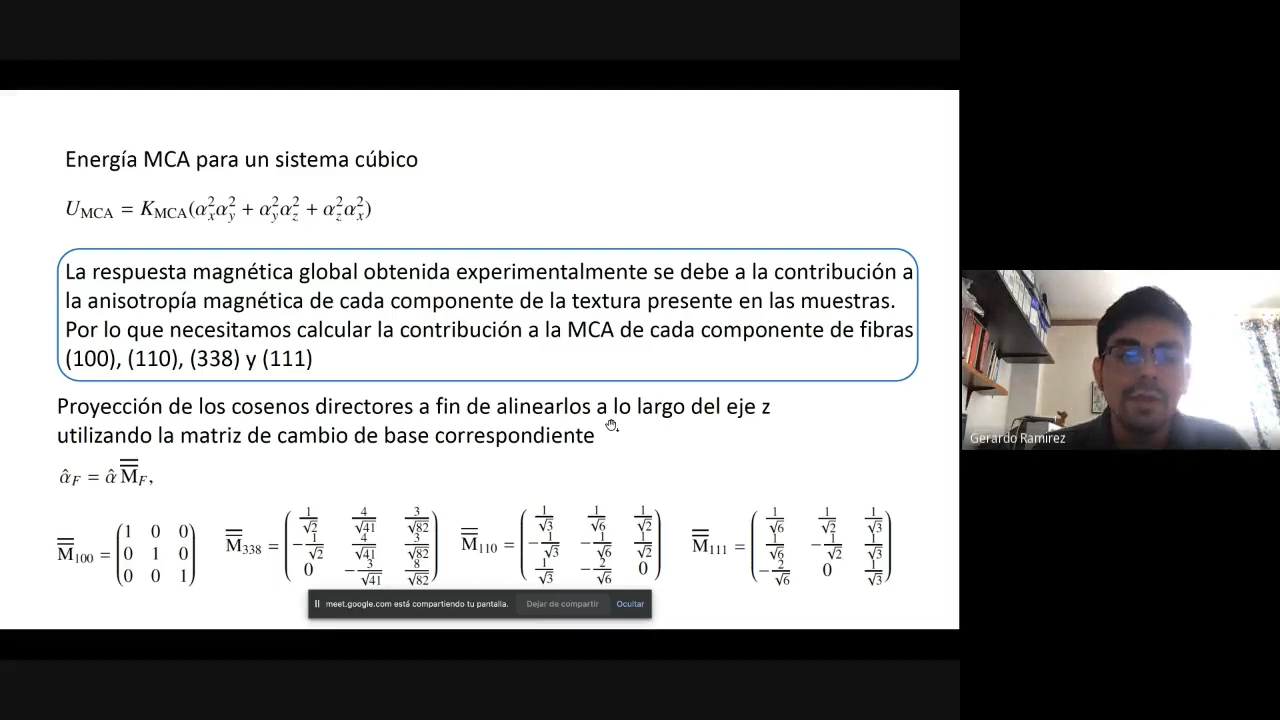 Energía MCA para un sistema cúbico
U_MCA = K_MCA(α_x^2 α_y^2 + α_y^2 α_z^2 + α_z^2 α_x^2)
La respuesta magnética global obtenida experimentalmente se debe a la contribución a
la anisotropía magnética de cada componente de la textura presente en las muestras.
Por lo que necesitamos calcular la contribución a la MCA de cada componente de fibras
(100), (110), (338) y (111)
Proyección de los cosenos directores a fin de alinearlos a lo largo del eje z
utilizando la matriz de cambio de base correspondiente
α̂_F = α̂ M̿_F,
M̿_100 = (1 0 0; 0 1 0; 0 0 1) M̿_338 = (1/√2 4/√41 3/√82; -1/√2 4/√41 3/√82; 0 -3/√41 8/√82) M̿_110 = (1/√3 1/√6 1/√2; -1/√3 -1/√6 1/√2; 1/√3 -2/√6 0) M̿_111 = (1/√6 1/√2 1/√3; 1/√6 -1/√2 1/√3; -2/√6 0 1/√3)
meet.google.com está compartiendo tu pantalla. Dejar de compartir Ocultar
Gerardo Ramirez